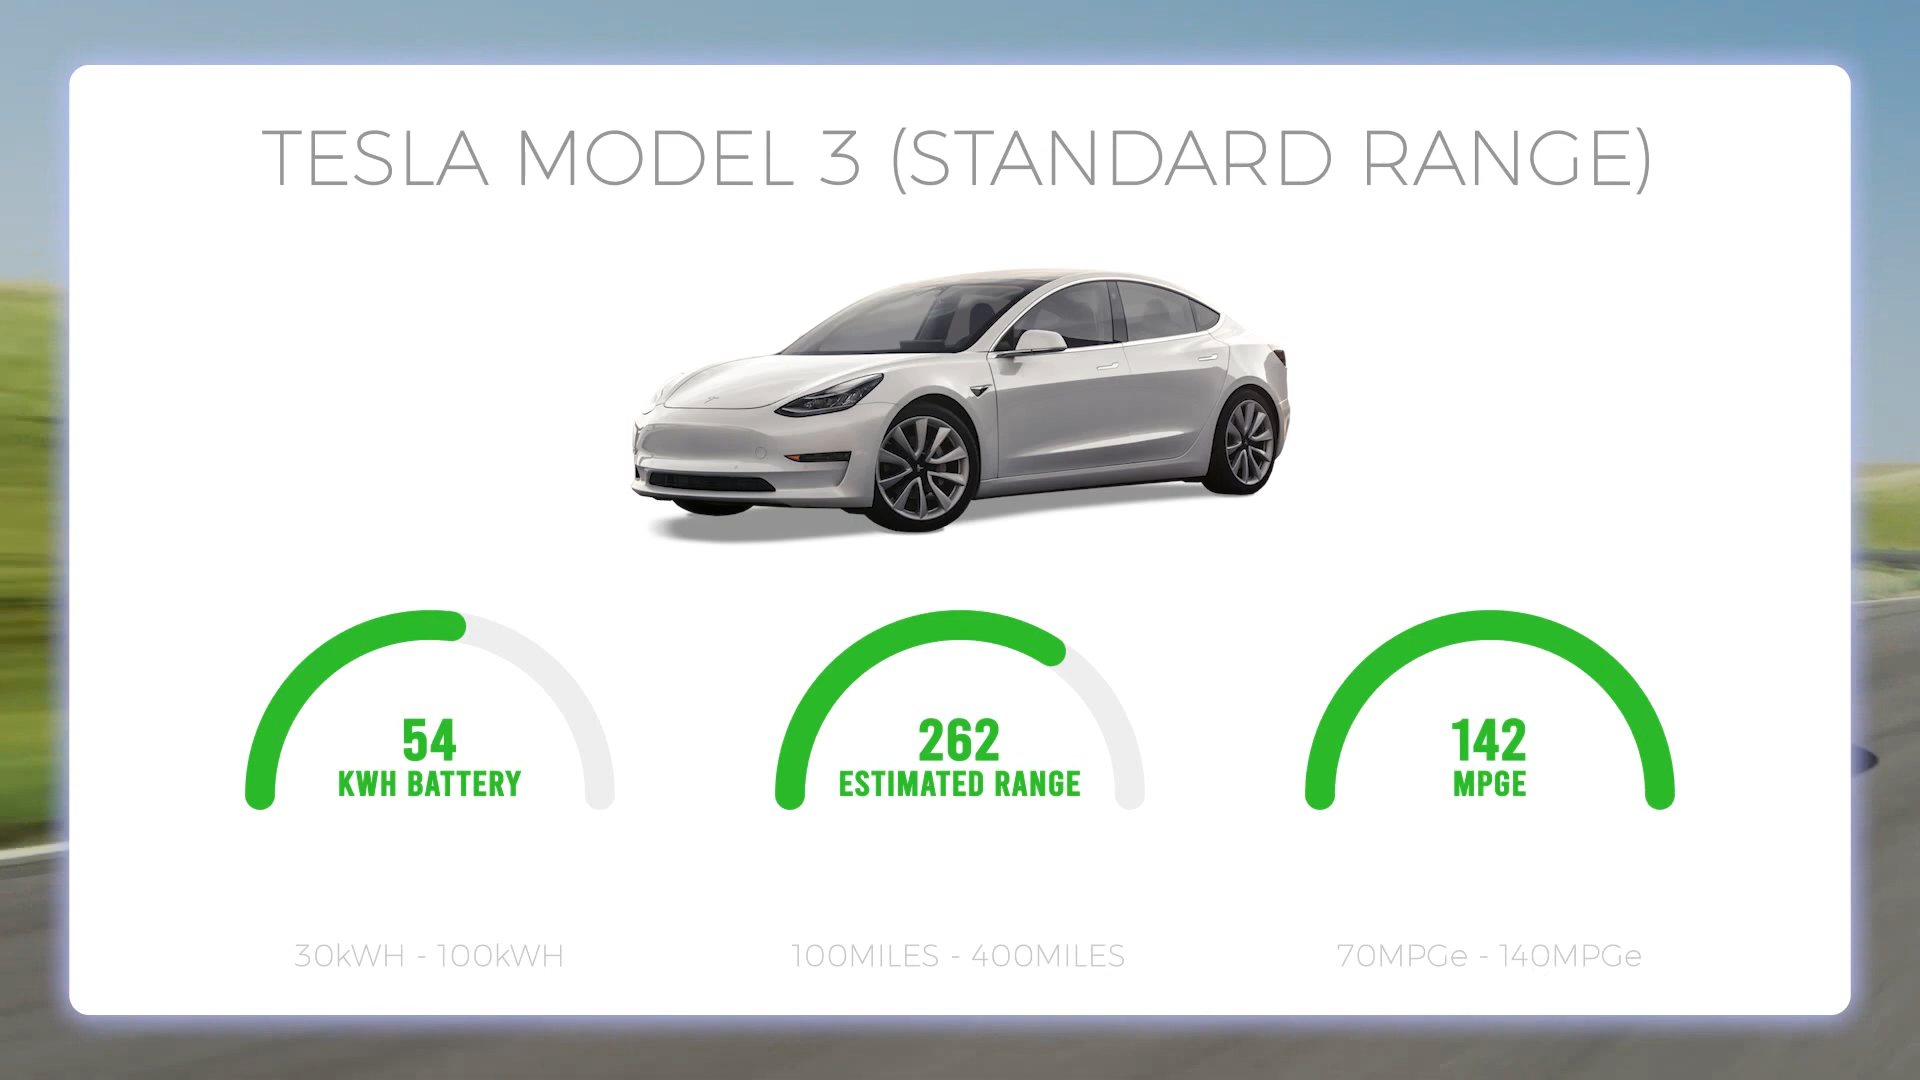 TESLA MODEL 3 (STANDARD RANGE)
54
KWH BATTERY
262
ESTIMATED RANGE
142
MPGE
30kWH - 100kWH
100MILES - 400MILES
70MPGe - 140MPGe